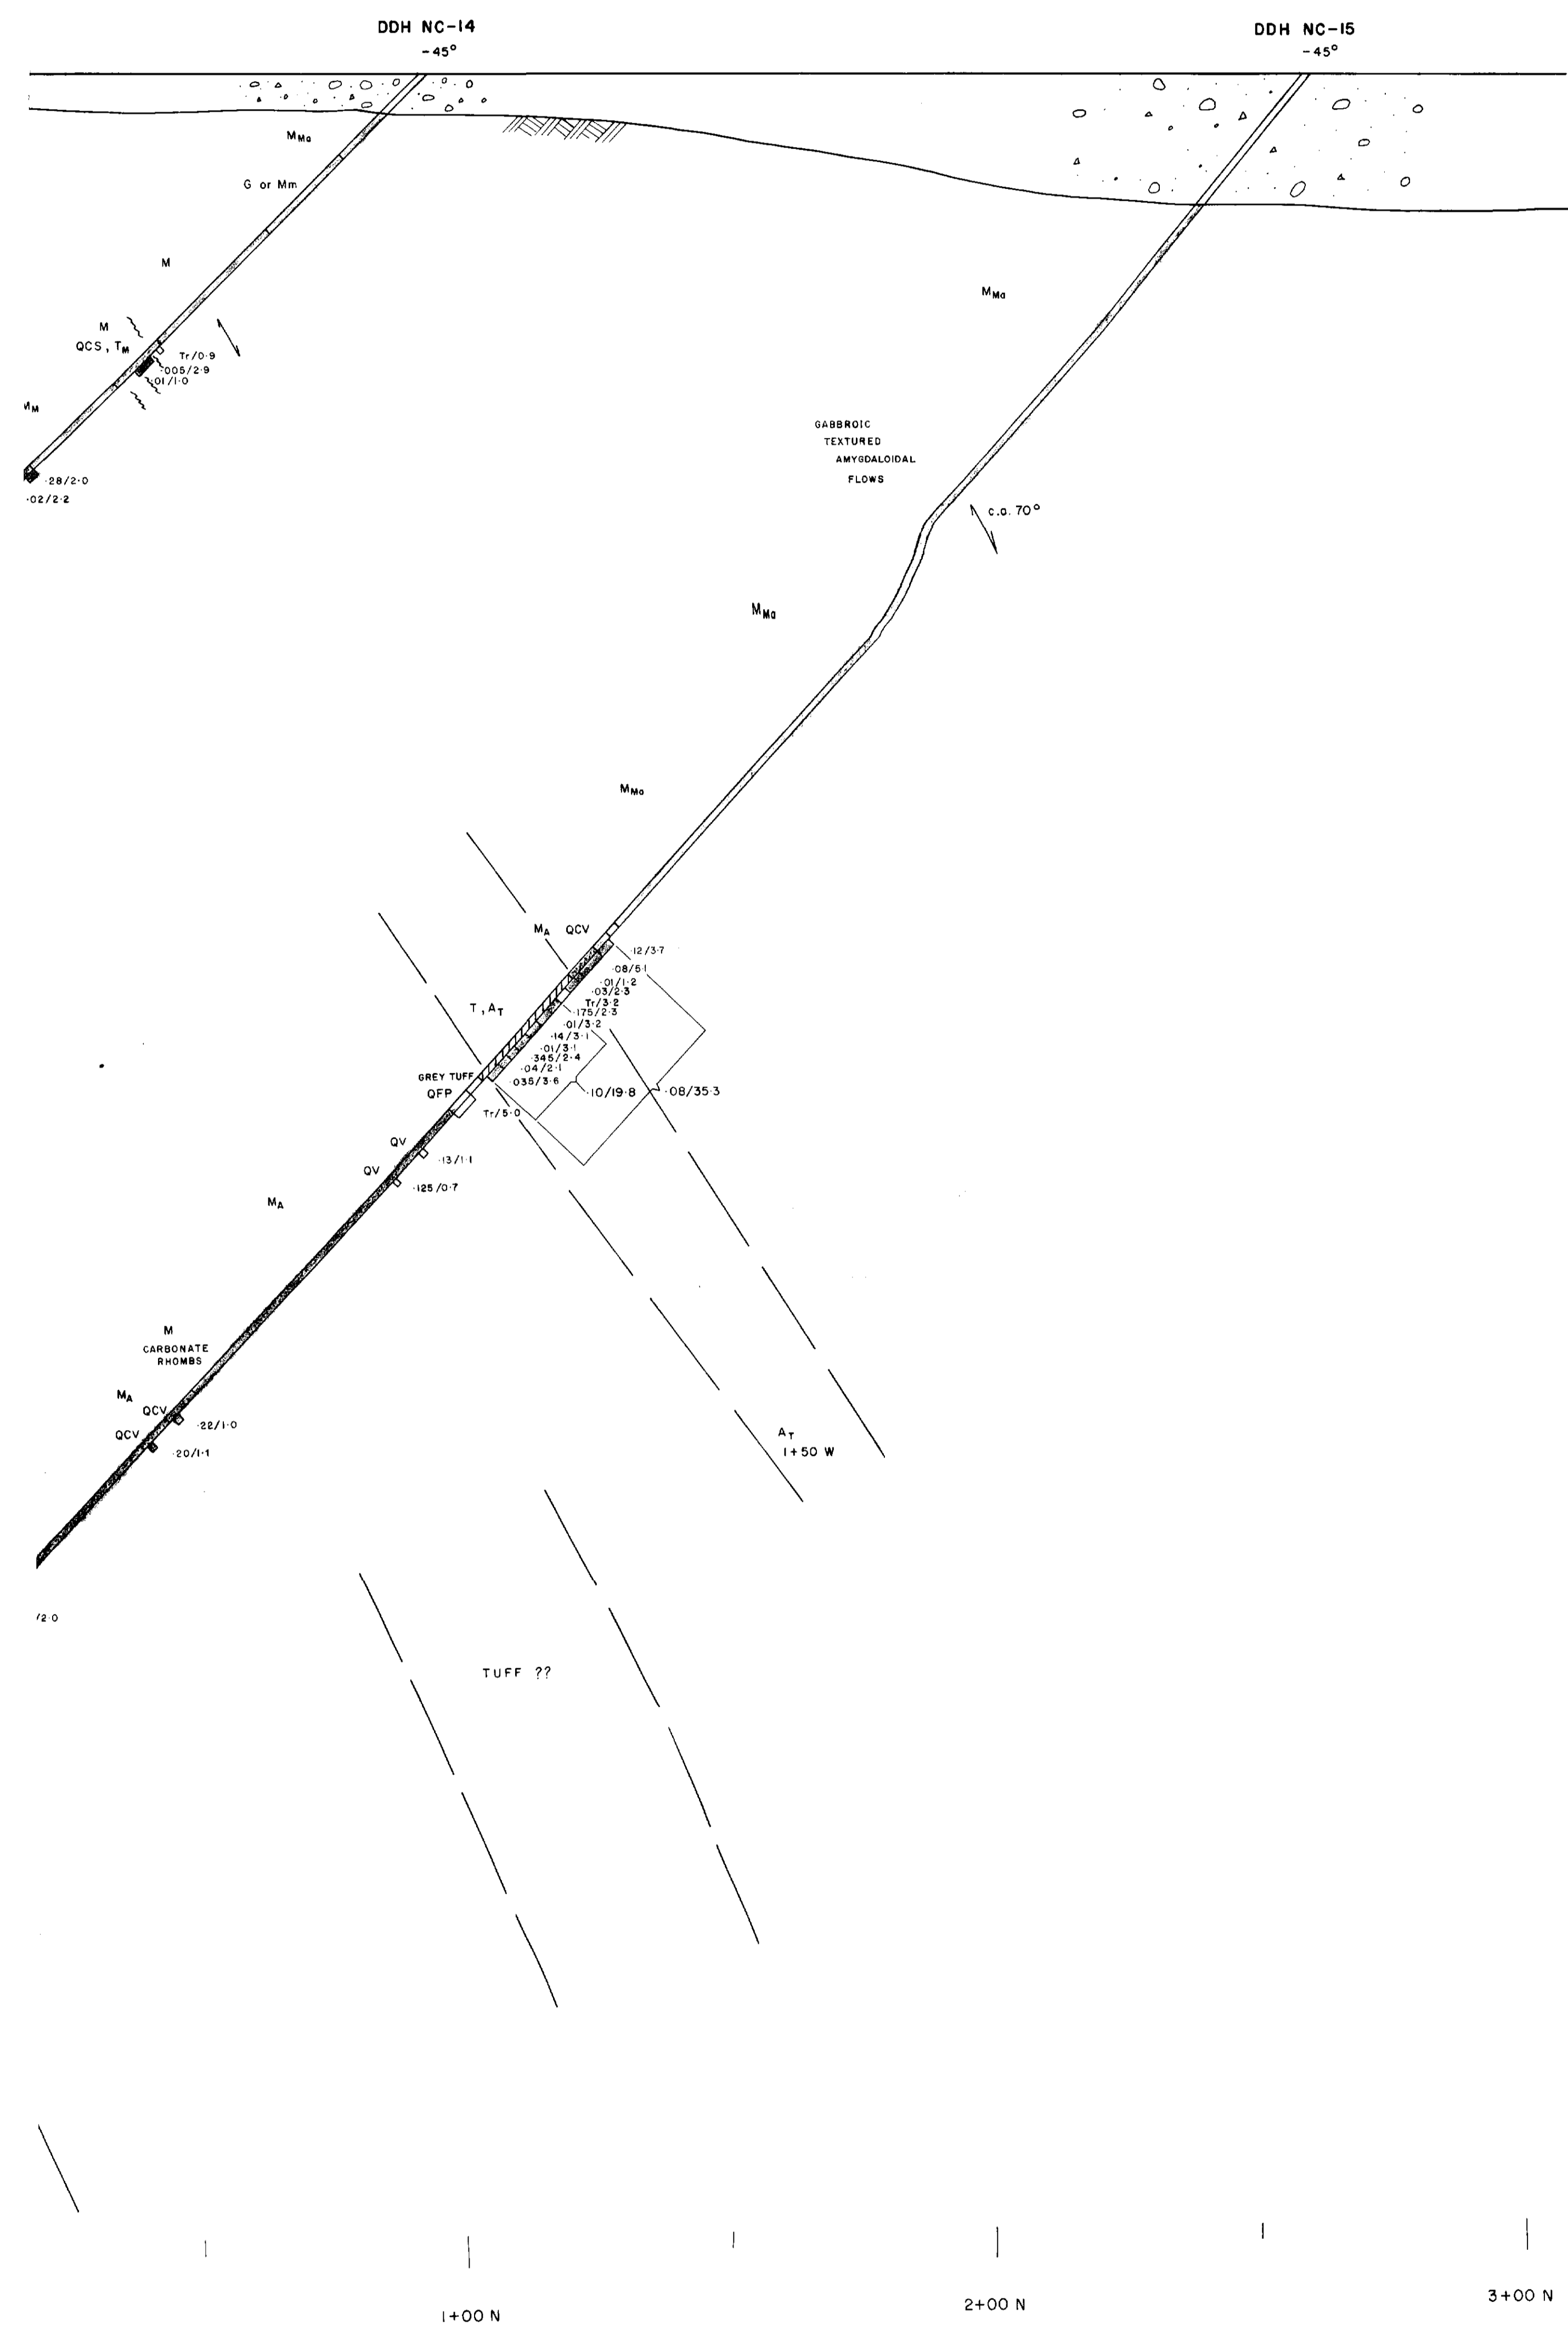 DDH NC-14
-45°
DDH NC-15
-45°
MMa
G or Mm
M
M
QCS, TM
Tr/0·9
·005/2·9
·01/1·0
·28/2·0
·02/2·2
MMa
GABBROIC
TEXTURED
AMYGDALOIDAL
FLOWS
c.a. 70°
MMa
MMa
MA QCV
·12/3·7
·08/5·1
·01/1·2
·03/2·3
Tr/3·2
·175/2·3
·01/3·2
·14/3·1
·01/3·1
·345/2·4
·04/2·1
·035/3·6
T, AT
GREY TUFF
QFP
Tr/5·0
·10/19·8
·08/35·3
QV
·13/1·1
QV
·125/0·7
MA
M
CARBONATE
RHOMBS
MA
QCV
·22/1·0
QCV
·20/1·1
AT
1+50 W
/2·0
TUFF ??
1+00 N
2+00 N
3+00 N